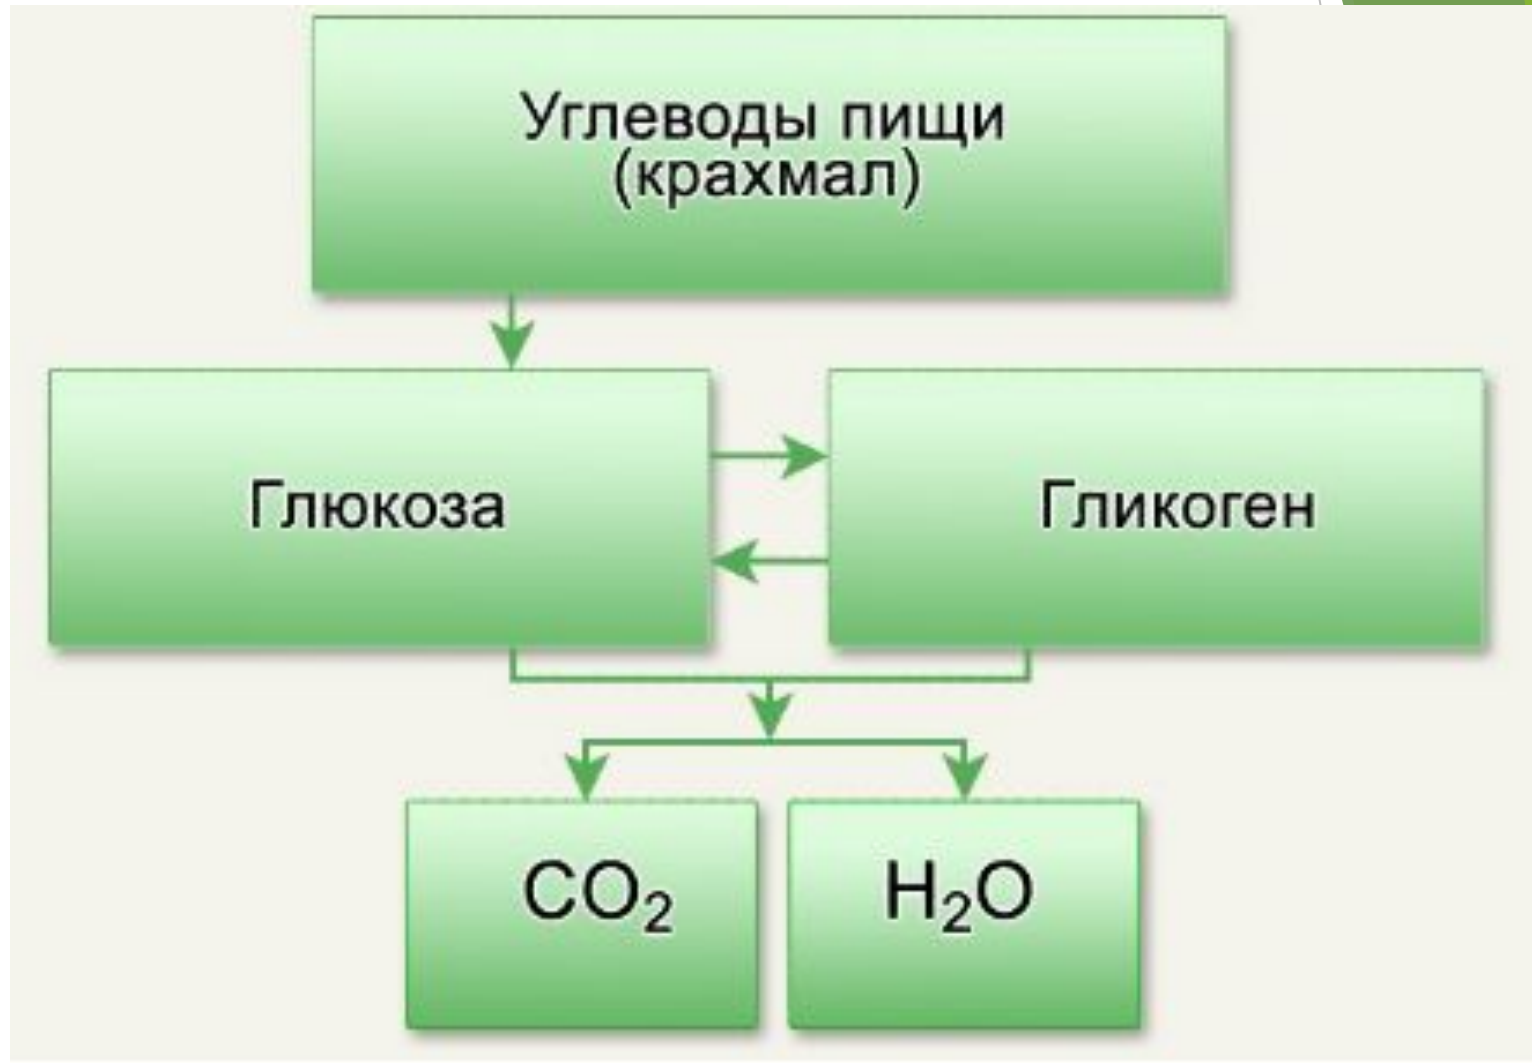 Углеводы пищи
(крахмал)
Глюкоза
Гликоген
CO₂
H₂O